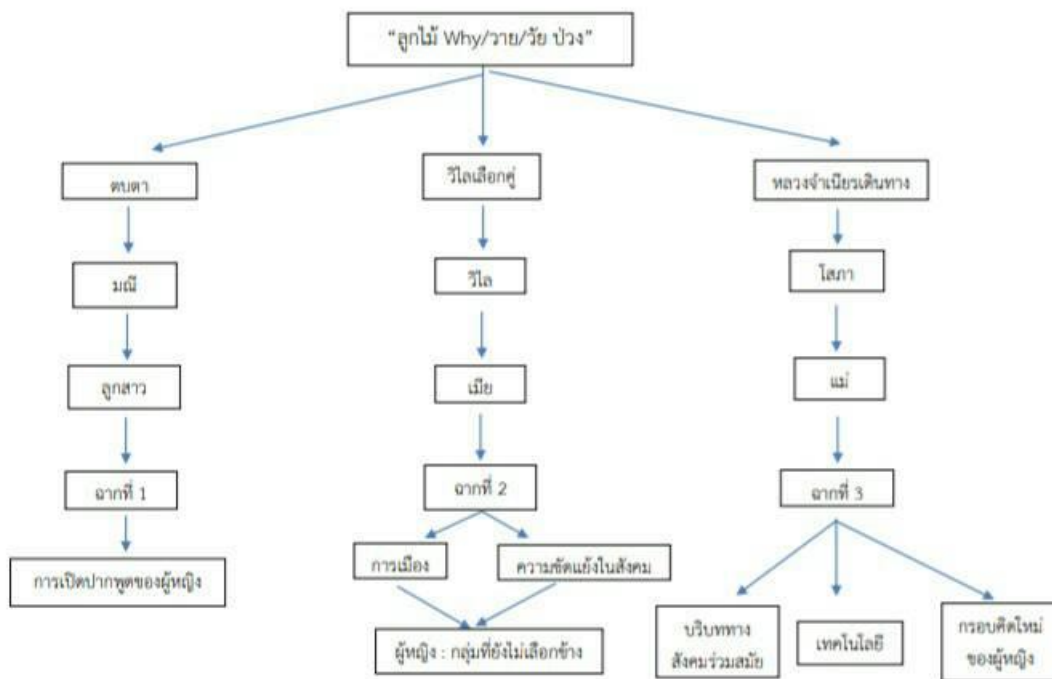 “ลูกไม้ Why/วาย/วัย ป่วง”
ตบตา
วิไลเลือกคู่
หลวงจำเนียรเดินทาง
มณี
วิไล
โสภา
ลูกสาว
เมีย
แม่
ฉากที่ 1
ฉากที่ 2
ฉากที่ 3
การเปิดปากพูดของผู้หญิง
การเมือง
ความขัดแย้งในสังคม
ผู้หญิง : กลุ่มที่ยังไม่เลือกข้าง
บริบททาง
สังคมร่วมสมัย
เทคโนโลยี
กรอบคิดใหม่
ของผู้หญิง